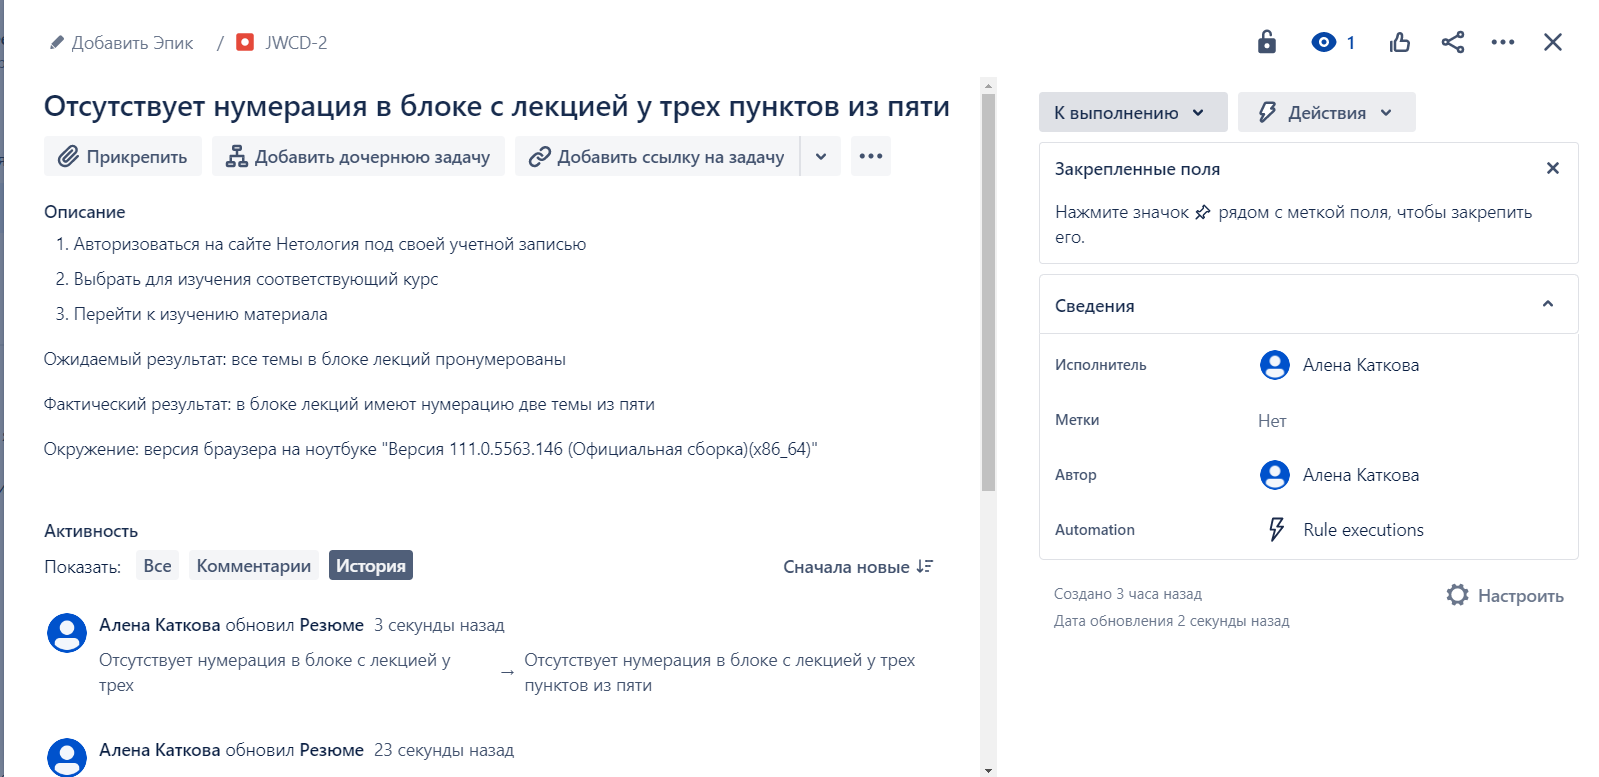 Добавить Эпик / JWCD-2
1
Отсутствует нумерация в блоке с лекцией у трех пунктов из пяти
Прикрепить
Добавить дочернюю задачу
Добавить ссылку на задачу
Описание
1. Авторизоваться на сайте Нетология под своей учетной записью
2. Выбрать для изучения соответствующий курс
3. Перейти к изучению материала
Ожидаемый результат: все темы в блоке лекций пронумерованы
Фактический результат: в блоке лекций имеют нумерацию две темы из пяти
Окружение: версия браузера на ноутбуке "Версия 111.0.5563.146 (Официальная сборка)(x86_64)"
Активность
Показать: Все Комментарии История
Сначала новые
Алена Каткова обновил Резюме 3 секунды назад
Отсутствует нумерация в блоке с лекцией у
трех
→
Отсутствует нумерация в блоке с лекцией у трех
пунктов из пяти
Алена Каткова обновил Резюме 23 секунды назад
К выполнению
Действия
Закрепленные поля
Нажмите значок рядом с меткой поля, чтобы закрепить
его.
Сведения
Исполнитель Алена Каткова
Метки Нет
Автор Алена Каткова
Automation Rule executions
Создано 3 часа назад
Дата обновления 2 секунды назад
Настроить